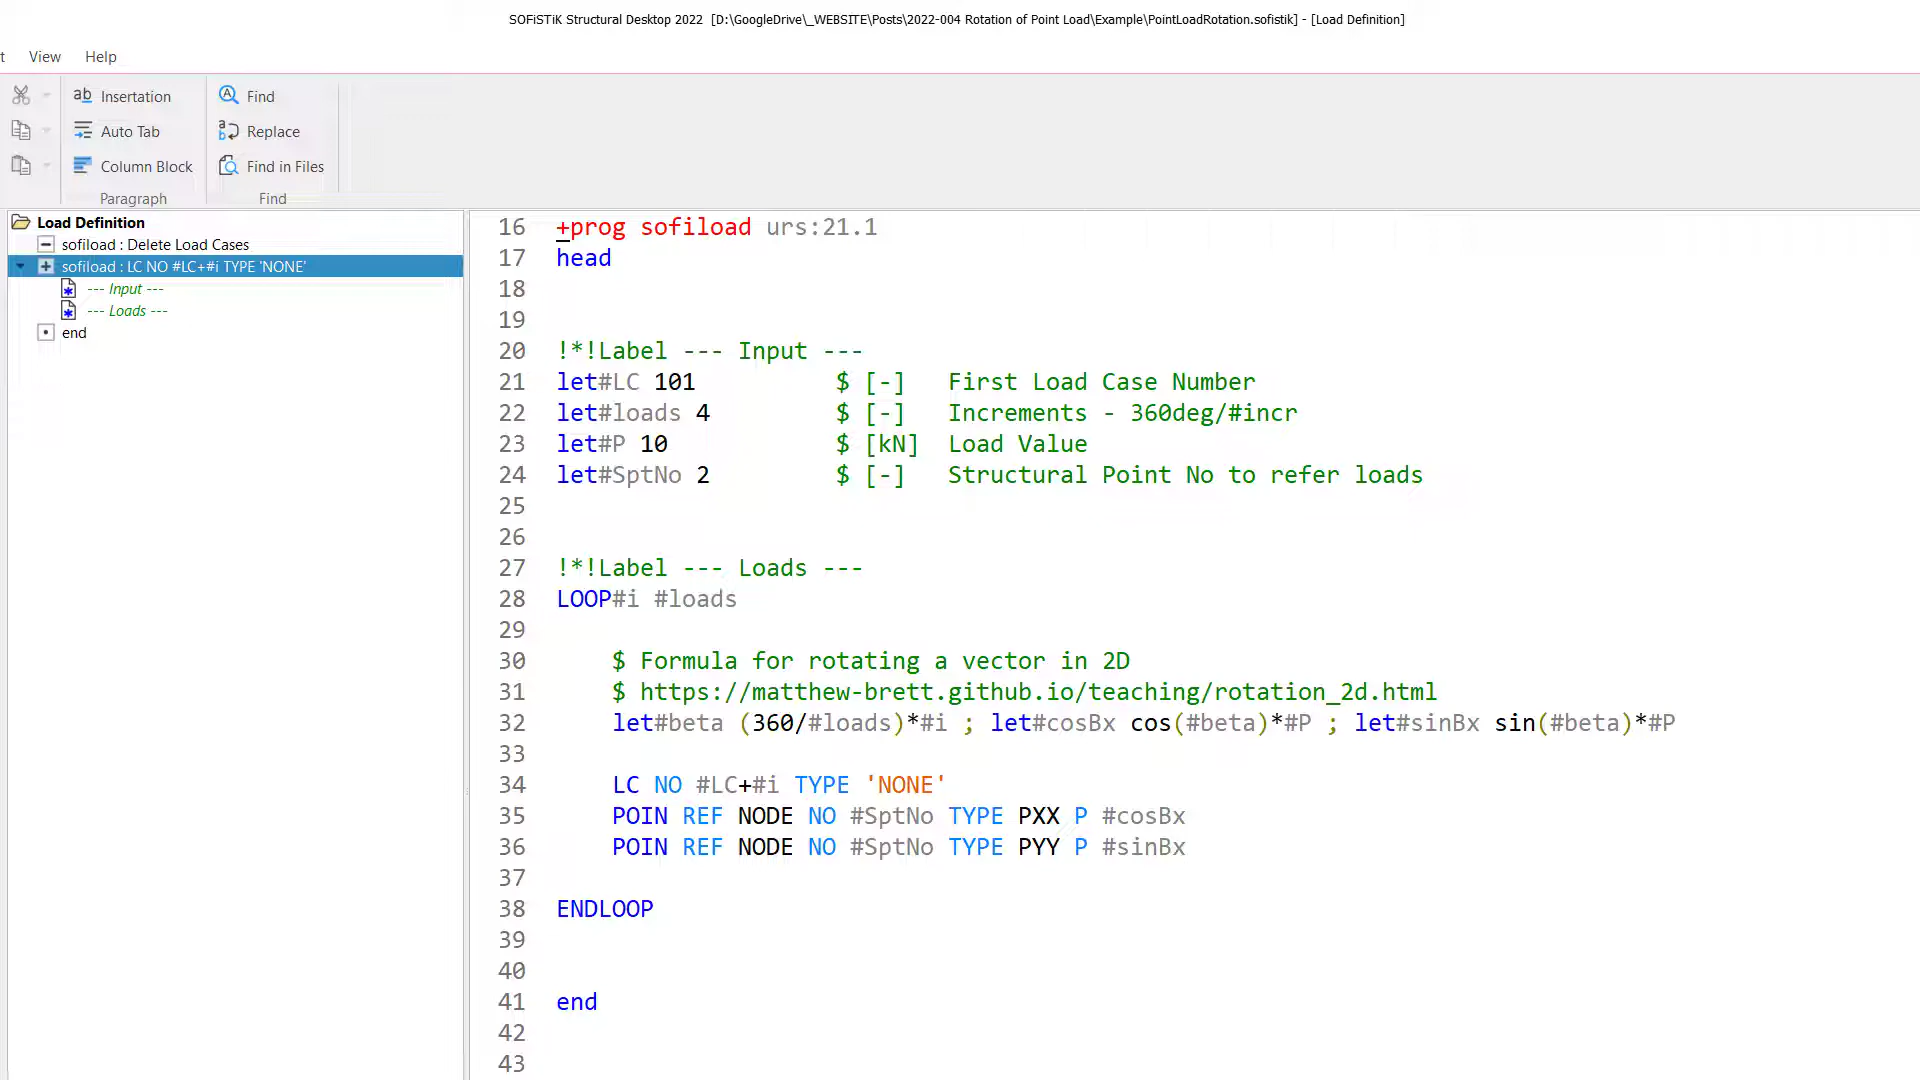 SOFiSTiK Structural Desktop 2022 [D:\GoogleDrive\_WEBSITE\Posts\2022-004 Rotation of Point Load\Example\PointLoadRotation.sofistik] - [Load Definition]
t View Help
ab Insertation
Auto Tab
Column Block
Paragraph
Find
Replace
Find in Files
Find
Load Definition
sofiload : Delete Load Cases
sofiload : LC NO #LC+#i TYPE 'NONE'
--- Input ---
--- Loads ---
end
16 +prog sofiload urs:21.1
17 head
18
19
20 !*!Label --- Input ---
21 let#LC 101 $ [-] First Load Case Number
22 let#loads 4 $ [-] Increments - 360deg/#incr
23 let#P 10 $ [kN] Load Value
24 let#SptNo 2 $ [-] Structural Point No to refer loads
25
26
27 !*!Label --- Loads ---
28 LOOP#i #loads
29
30 $ Formula for rotating a vector in 2D
31 $ https://matthew-brett.github.io/teaching/rotation_2d.html
32 let#beta (360/#loads)*#i ; let#cosBx cos(#beta)*#P ; let#sinBx sin(#beta)*#P
33
34 LC NO #LC+#i TYPE 'NONE'
35 POIN REF NODE NO #SptNo TYPE PXX P #cosBx
36 POIN REF NODE NO #SptNo TYPE PYY P #sinBx
37
38 ENDLOOP
39
40
41 end
42
43